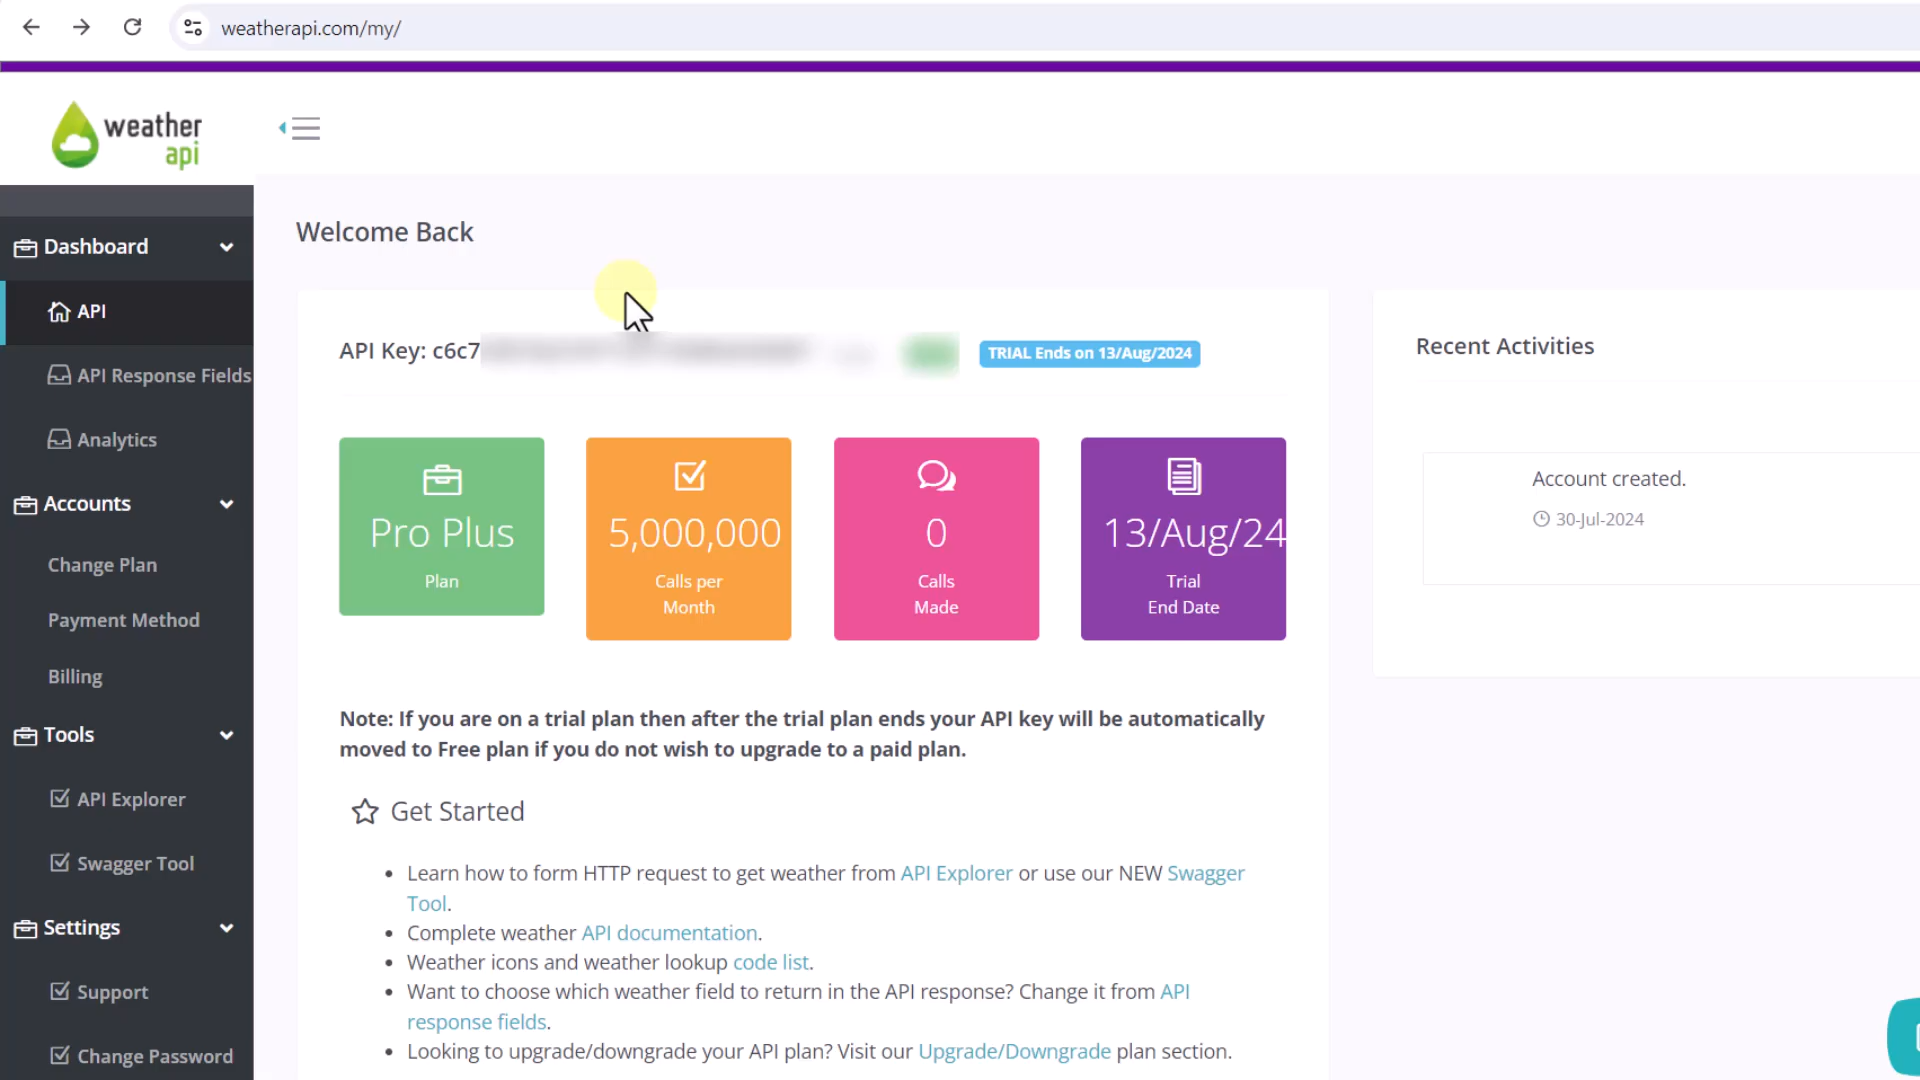 weatherapi.com/my/
weather
api
Dashboard
API
API Response Fields
Analytics
Accounts
Change Plan
Payment Method
Billing
Tools
API Explorer
Swagger Tool
Settings
Support
Change Password
Welcome Back
API Key: c6c7
TRIAL Ends on 13/Aug/2024
Pro Plus
Plan
5,000,000
Calls per
Month
0
Calls
Made
13/Aug/24
Trial
End Date
Note: If you are on a trial plan then after the trial plan ends your API key will be automatically
moved to Free plan if you do not wish to upgrade to a paid plan.
Get Started
• Learn how to form HTTP request to get weather from API Explorer or use our NEW Swagger
Tool.
• Complete weather API documentation.
• Weather icons and weather lookup code list.
• Want to choose which weather field to return in the API response? Change it from API
response fields.
• Looking to upgrade/downgrade your API plan? Visit our Upgrade/Downgrade plan section.
Recent Activities
Account created.
30-Jul-2024